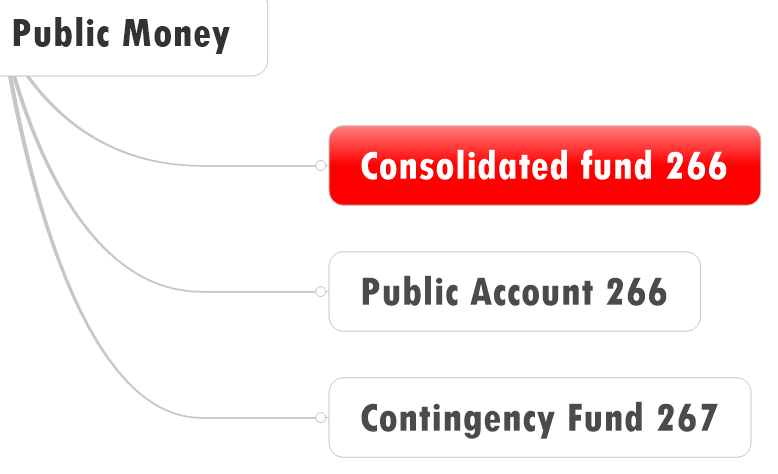 Public Money
Consolidated fund 266
Public Account 266
Contingency Fund 267